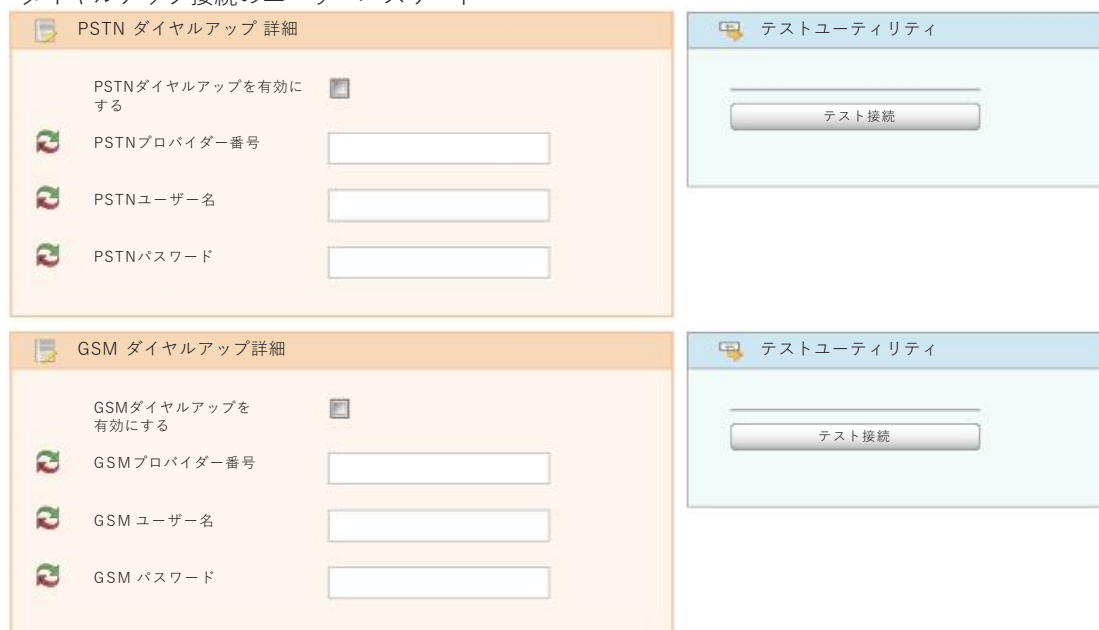 PSTN ダイヤルアップ 詳細
テストユーティリティ
PSTNダイヤルアップを有効に
する
テスト接続
PSTNプロバイダー番号
PSTNユーザー名
PSTNパスワード
GSM ダイヤルアップ詳細
テストユーティリティ
GSMダイヤルアップを
有効にする
テスト接続
GSMプロバイダー番号
GSM ユーザー名
GSM パスワード